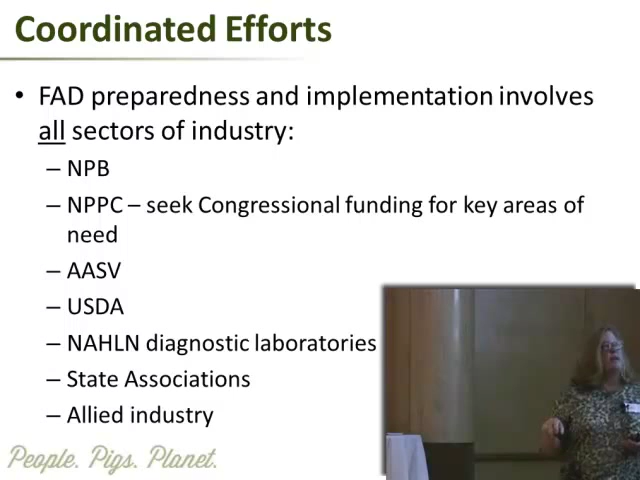 Coordinated Efforts
• FAD preparedness and implementation involves
all sectors of industry:
– NPB
– NPPC – seek Congressional funding for key areas of
need
– AASV
– USDA
– NAHLN diagnostic laboratories
– State Associations
– Allied industry
People. Pigs. Planet.